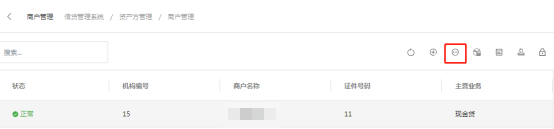 商户管理 信贷管理系统 / 资产方管理 / 商户管理
搜索...
状态 机构编号 商户名称 证件号码 主营业务
正常 15 11 现金贷